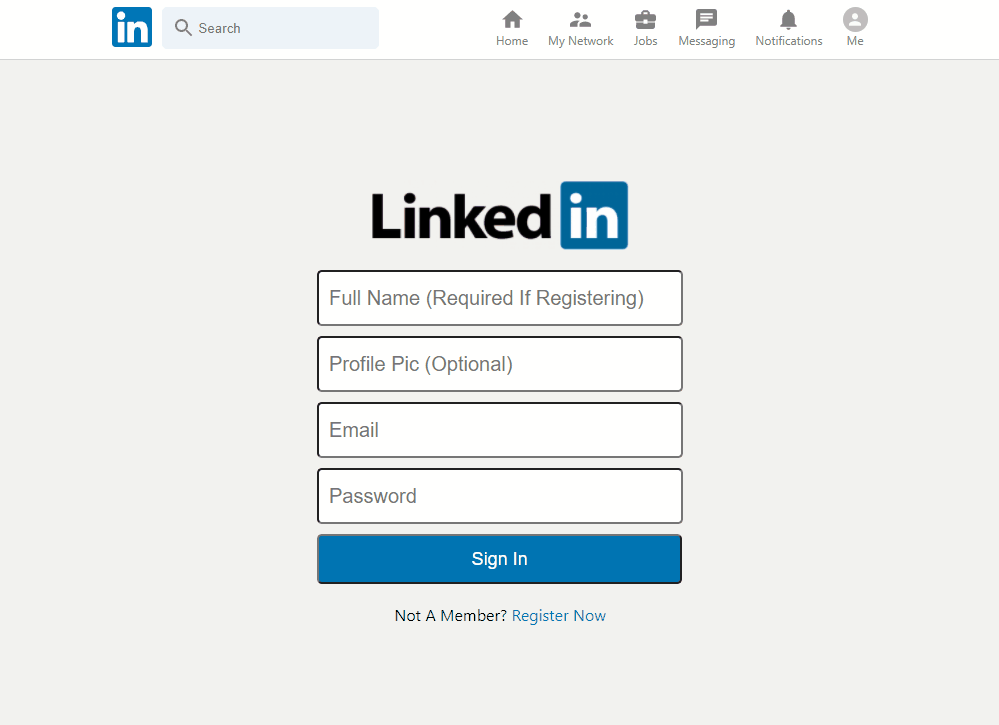 in Search Home My Network Jobs Messaging Notifications Me
Linked in
Full Name (Required If Registering)
Profile Pic (Optional)
Email
Password
Sign In
Not A Member? Register Now